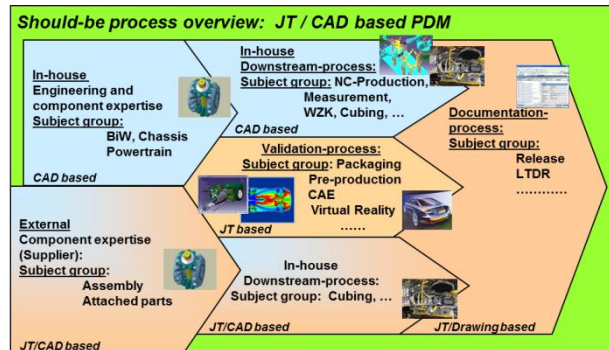 Should-be process overview: JT / CAD based PDM
In-house
Engineering and
component expertise
Subject group:
BiW, Chassis
Powertrain
CAD based
In-house
Downstream-process:
Subject group: NC-Production,
Measurement,
WZK, Cubing, ...
CAD based
Validation-process:
Subject group: Packaging
Pre-production
CAE
Virtual Reality
......
JT based
Documentation-
process:
Subject group:
Release
LTDR
............
JT/Drawing based
External
Component expertise
(Supplier):
Subject group:
Assembly
Attached parts
JT/CAD based
In-house
Downstream-process:
Subject group: Cubing, ...
JT/CAD based